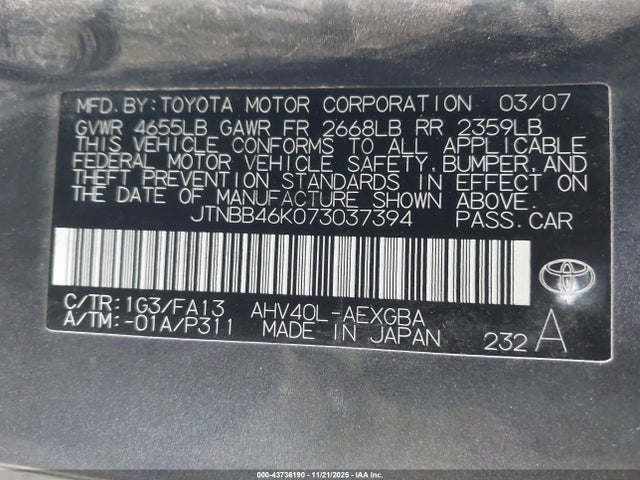 MFD. BY: TOYOTA MOTOR CORPORATION 03/07
GVWR 4655LB GAWR FR 2668LB RR 2359LB
THIS VEHICLE CONFORMS TO ALL APPLICABLE
FEDERAL MOTOR VEHICLE SAFETY, BUMPER, AND
THEFT PREVENTION STANDARDS IN EFFECT ON
THE DATE OF MANUFACTURE SHOWN ABOVE.
JTNBB46K073037394 PASS. CAR
C/TR: 1G3/FA13 AHV40L-AEXGBA
A/TM: -01A/P311 MADE IN JAPAN 232 A
000-43736190 - 11/21/2025 - IAAI, Inc.